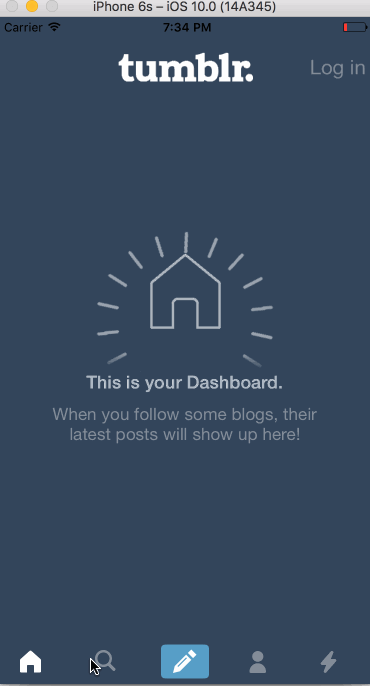 iPhone 6s – iOS 10.0 (14A345)
Carrier 7:34 PM
tumblr. Log in
This is your Dashboard.
When you follow some blogs, their
latest posts will show up here!